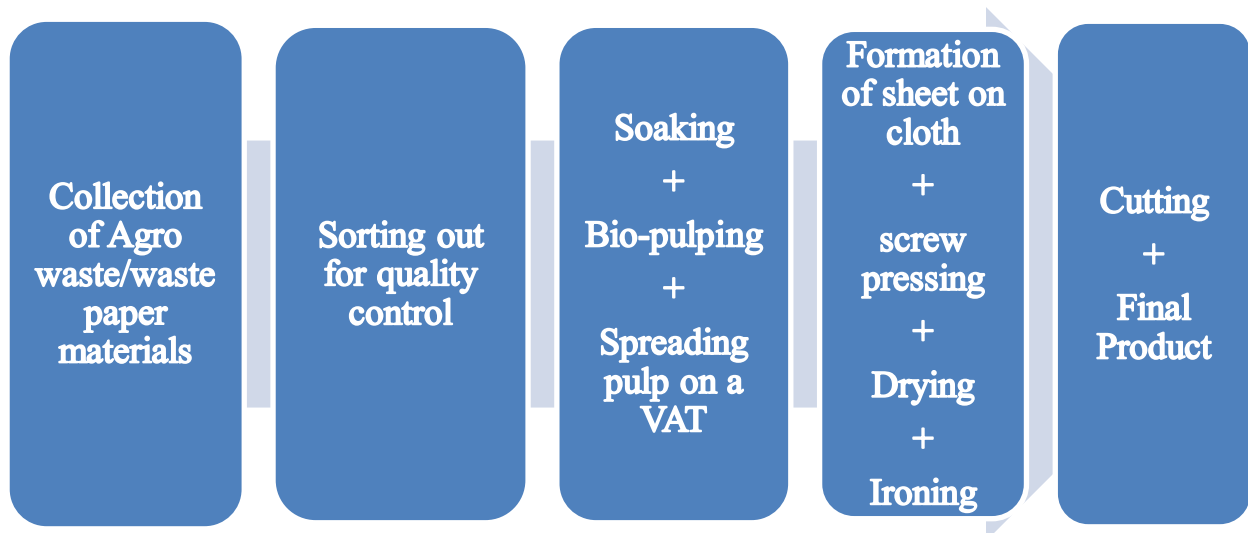 Collection
of Agro
waste/waste
paper
materials
Sorting out
for quality
control
Soaking
+
Bio-pulping
+
Spreading
pulp on a
VAT
Formation
of sheet on
cloth
+
screw
pressing
+
Drying
+
Ironing
Cutting
+
Final
Product